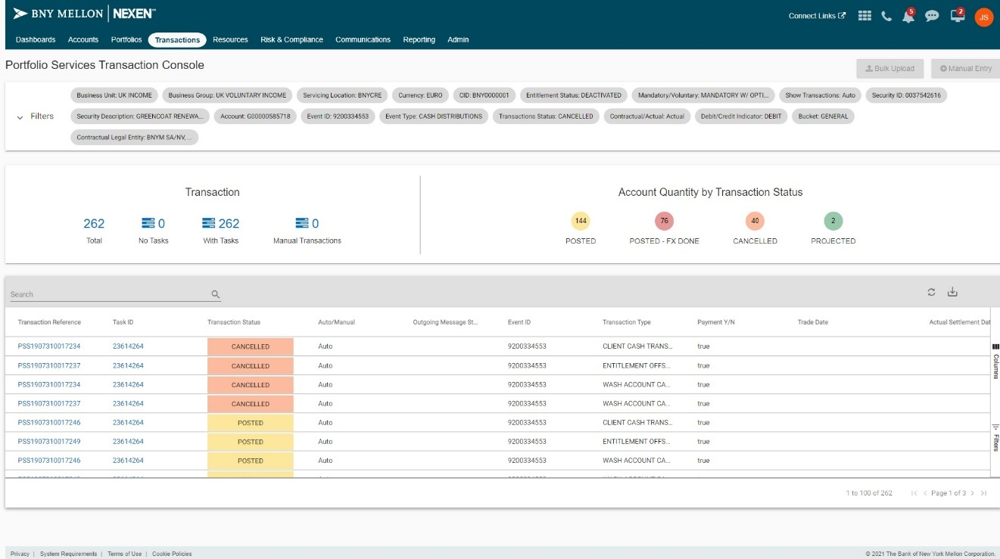 BNY MELLON | NEXEN™
Connect Links 5 2 JS
Dashboards Accounts Portfolios Transactions Resources Risk & Compliance Communications Reporting Admin
Portfolio Services Transaction Console
Bulk Upload Manual Entry
Filters
Business Unit: UK INCOME Business Group: UK VOLUNTARY INCOME Servicing Location: BNYCRE Currency: EURO CID: BNY0000001 Entitlement Status: DEACTIVATED Mandatory/Voluntary: MANDATORY W/ OPTI... Show Transactions: Auto Security ID: 0037542616
Security Description: GREENCOAT RENEWA... Account: G00000585718 Event ID: 9200334553 Event Type: CASH DISTRIBUTIONS Transactions Status: CANCELLED Contractual/Actual: Actual Debit/Credit Indicator: DEBIT Bucket: GENERAL
Contractual Legal Entity: BNYM SA/NV, ...
Transaction
262 0 262 0
Total No Tasks With Tasks Manual Transactions
Account Quantity by Transaction Status
144 76 40 2
POSTED POSTED - FX DONE CANCELLED PROJECTED
Search
Transaction Reference Task ID Transaction Status Auto/Manual Outgoing Message St... Event ID Transaction Type Payment Y/N Trade Date Actual Settlement Dat
PSS1907310017234 23614264 CANCELLED Auto 9200334553 CLIENT CASH TRANS... true
PSS1907310017237 23614264 CANCELLED Auto 9200334553 ENTITLEMENT OFFS... true
PSS1907310017234 23614264 CANCELLED Auto 9200334553 WASH ACCOUNT CA... true
PSS1907310017237 23614264 CANCELLED Auto 9200334553 WASH ACCOUNT CA... true
PSS1907310017246 23614264 POSTED Auto 9200334553 CLIENT CASH TRANS... true
PSS1907310017249 23614264 POSTED Auto 9200334553 ENTITLEMENT OFFS... true
PSS1907310017246 23614264 POSTED Auto 9200334553 WASH ACCOUNT CA... true
Columns
Filters
1 to 100 of 262 Page 1 of 3
Privacy | System Requirements | Terms of Use | Cookie Policies
© 2021 The Bank of New York Mellon Corporation.